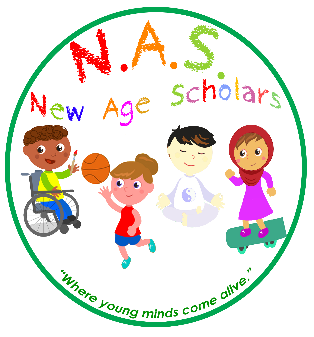 N.A.S.
New Age Scholars
"Where young minds come alive."